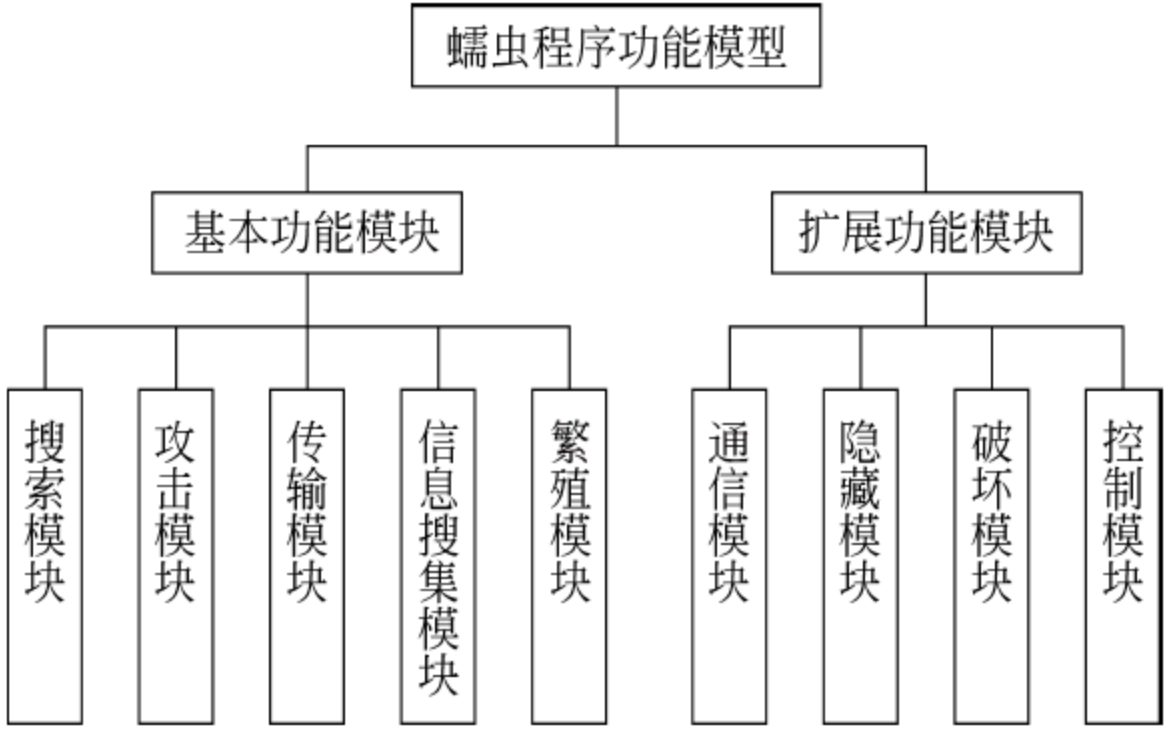 蠕虫程序功能模型
基本功能模块
扩展功能模块
搜索模块
攻击模块
传输模块
信息搜集模块
繁殖模块
通信模块
隐藏模块
破坏模块
控制模块